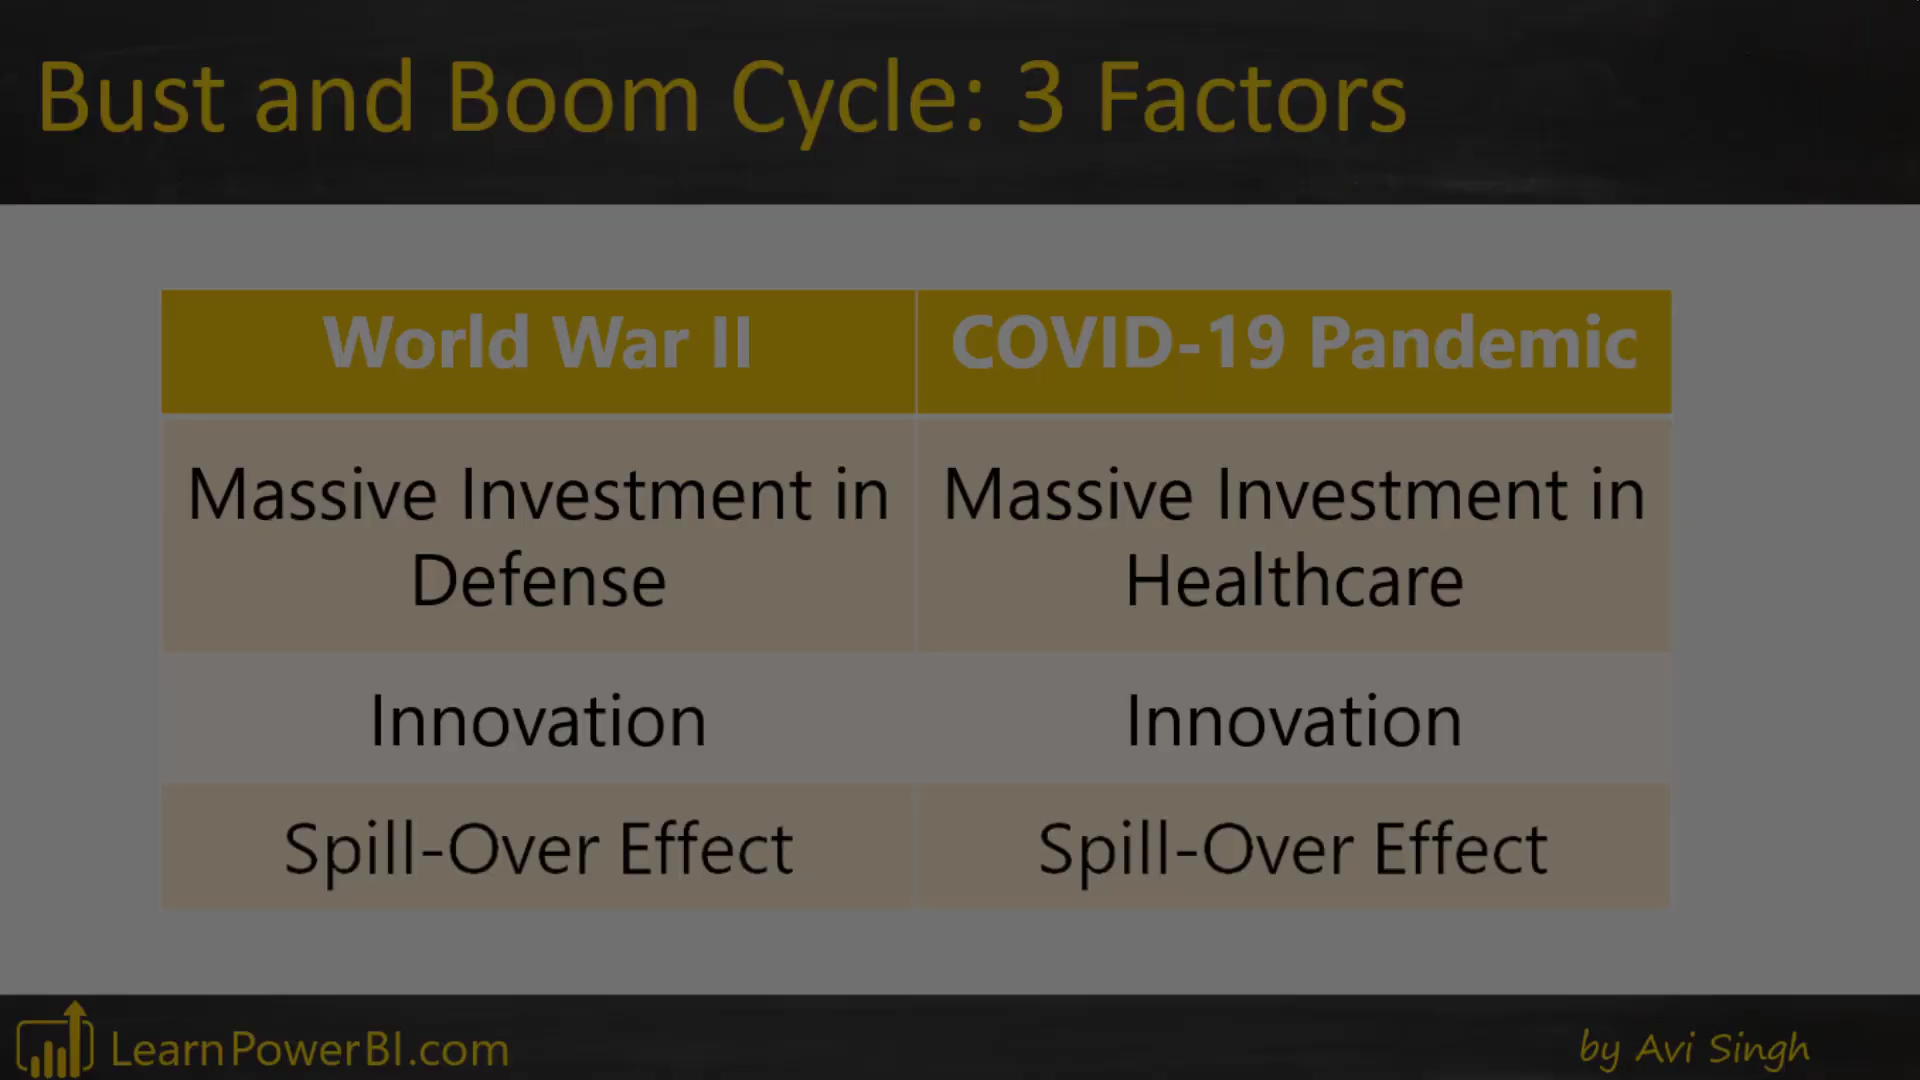 Bust and Boom Cycle: 3 Factors
World War II
COVID-19 Pandemic
Massive Investment in
Defense
Massive Investment in
Healthcare
Innovation
Innovation
Spill-Over Effect
Spill-Over Effect
LearnPowerBI.com
by Avi Singh